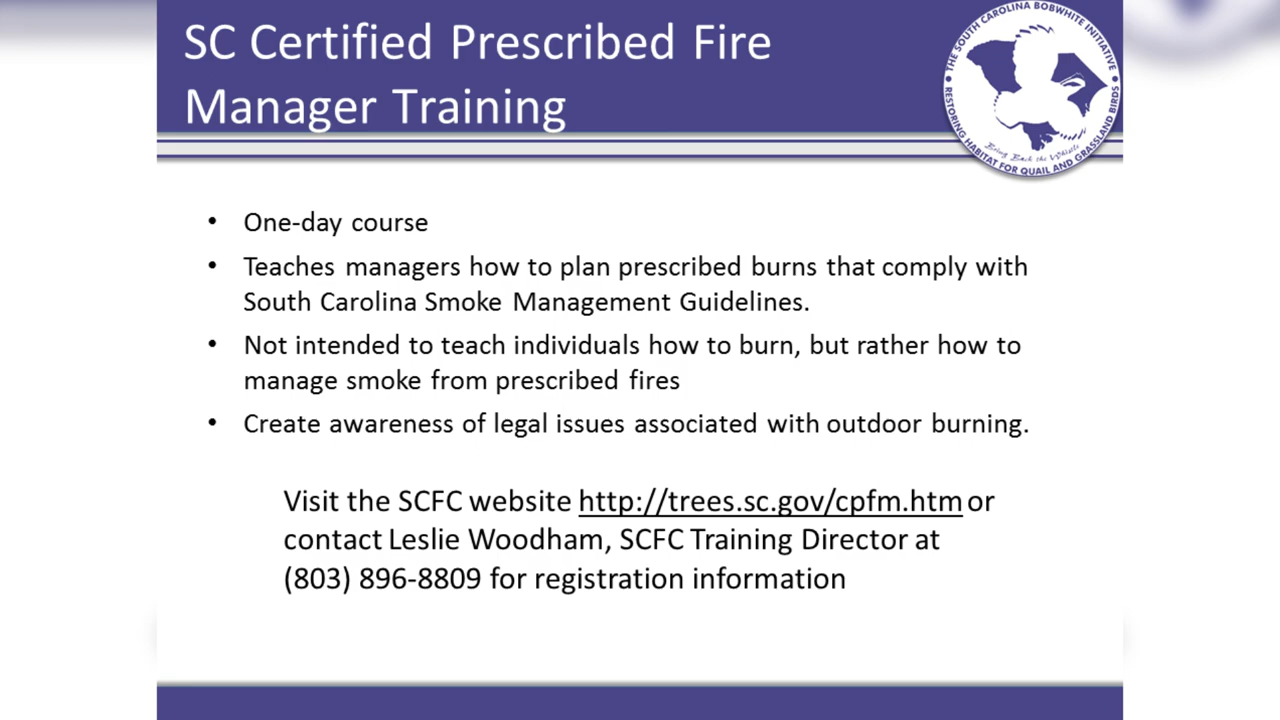 SC Certified Prescribed Fire
Manager Training
THE SOUTH CAROLINA BOBWHITE INITIATIVE
RESTORING HABITAT FOR QUAIL AND GRASSLAND BIRDS
Bring Back the Whistle
• One-day course
• Teaches managers how to plan prescribed burns that comply with
South Carolina Smoke Management Guidelines.
• Not intended to teach individuals how to burn, but rather how to
manage smoke from prescribed fires
• Create awareness of legal issues associated with outdoor burning.
Visit the SCFC website http://trees.sc.gov/cpfm.htm or
contact Leslie Woodham, SCFC Training Director at
(803) 896-8809 for registration information